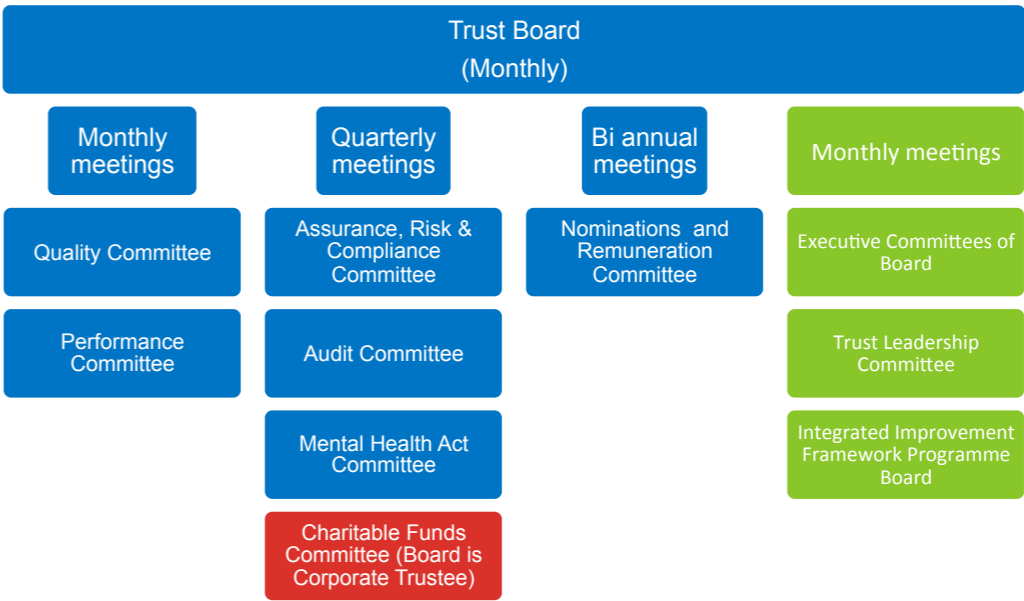 Trust Board
(Monthly)
Monthly
meetings
Quarterly
meetings
Bi annual
meetings
Monthly meetings
Quality Committee
Assurance, Risk &
Compliance
Committee
Nominations and
Remuneration
Committee
Executive Committees of
Board
Performance
Committee
Audit Committee
Trust Leadership
Committee
Mental Health Act
Committee
Integrated Improvement
Framework Programme
Board
Charitable Funds
Committee (Board is
Corporate Trustee)